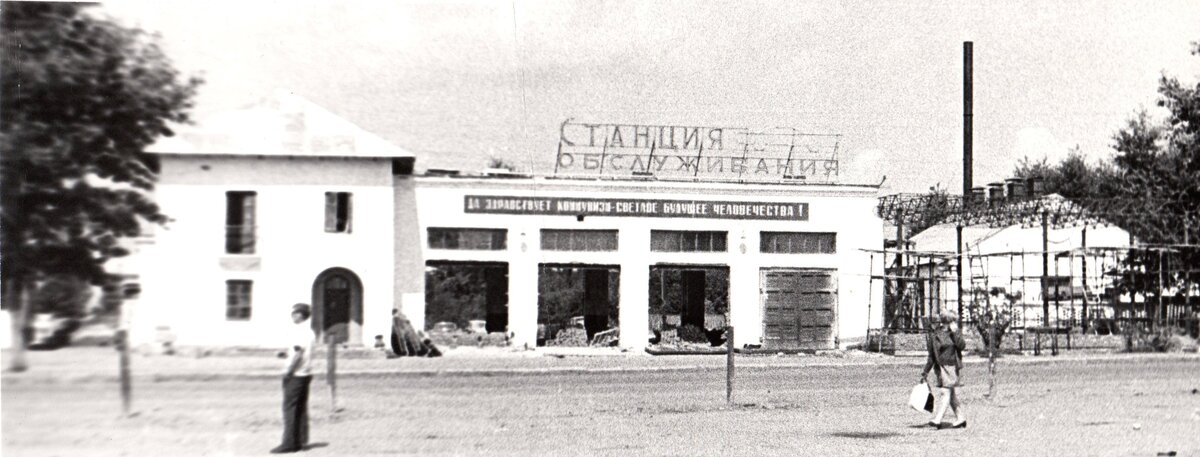 СТАНЦИЯ
ОБСЛУЖИВАНИЯ
ДА ЗДРАВСТВУЕТ КОММУНИЗМ-СВЕТЛОЕ БУДУЩЕЕ ЧЕЛОВЕЧЕСТВА!